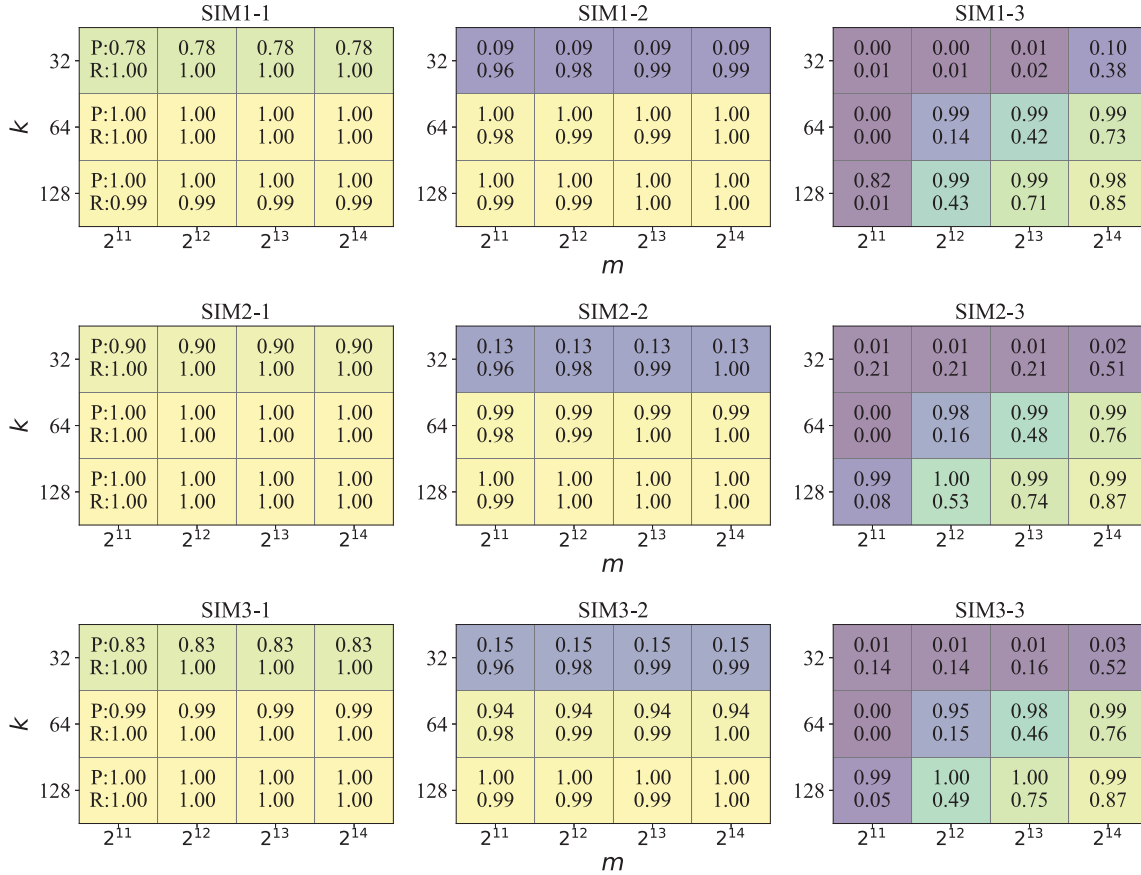 SIM1-1 SIM1-2 SIM1-3
P:0.78 0.78 0.78 0.78 0.09 0.09 0.09 0.09 0.00 0.00 0.01 0.10
32 32 32
R:1.00 1.00 1.00 1.00 0.96 0.98 0.99 0.99 0.01 0.01 0.02 0.38
P:1.00 1.00 1.00 1.00 1.00 1.00 1.00 1.00 0.00 0.99 0.99 0.99
k 64 64 64
R:1.00 1.00 1.00 1.00 0.98 0.99 0.99 1.00 0.00 0.14 0.42 0.73
P:1.00 1.00 1.00 1.00 1.00 1.00 1.00 1.00 0.82 0.99 0.99 0.98
128 128 128
R:0.99 0.99 0.99 0.99 0.99 0.99 1.00 1.00 0.01 0.43 0.71 0.85
2^11 2^12 2^13 2^14 2^11 2^12 2^13 2^14 2^11 2^12 2^13 2^14
m
SIM2-1 SIM2-2 SIM2-3
P:0.90 0.90 0.90 0.90 0.13 0.13 0.13 0.13 0.01 0.01 0.01 0.02
32 32 32
R:1.00 1.00 1.00 1.00 0.96 0.98 0.99 1.00 0.21 0.21 0.21 0.51
P:1.00 1.00 1.00 1.00 0.99 0.99 0.99 0.99 0.00 0.98 0.99 0.99
k 64 64 64
R:1.00 1.00 1.00 1.00 0.98 0.99 1.00 1.00 0.00 0.16 0.48 0.76
P:1.00 1.00 1.00 1.00 1.00 1.00 1.00 1.00 0.99 1.00 0.99 0.99
128 128 128
R:1.00 1.00 1.00 1.00 0.99 1.00 1.00 1.00 0.08 0.53 0.74 0.87
2^11 2^12 2^13 2^14 2^11 2^12 2^13 2^14 2^11 2^12 2^13 2^14
m
SIM3-1 SIM3-2 SIM3-3
P:0.83 0.83 0.83 0.83 0.15 0.15 0.15 0.15 0.01 0.01 0.01 0.03
32 32 32
R:1.00 1.00 1.00 1.00 0.96 0.98 0.99 0.99 0.14 0.14 0.16 0.52
P:0.99 0.99 0.99 0.99 0.94 0.94 0.94 0.94 0.00 0.95 0.98 0.99
k 64 64 64
R:1.00 1.00 1.00 1.00 0.98 0.99 0.99 1.00 0.00 0.15 0.46 0.76
P:1.00 1.00 1.00 1.00 1.00 1.00 1.00 1.00 0.99 1.00 1.00 0.99
128 128 128
R:1.00 1.00 1.00 1.00 0.99 0.99 0.99 1.00 0.05 0.49 0.75 0.87
2^11 2^12 2^13 2^14 2^11 2^12 2^13 2^14 2^11 2^12 2^13 2^14
m